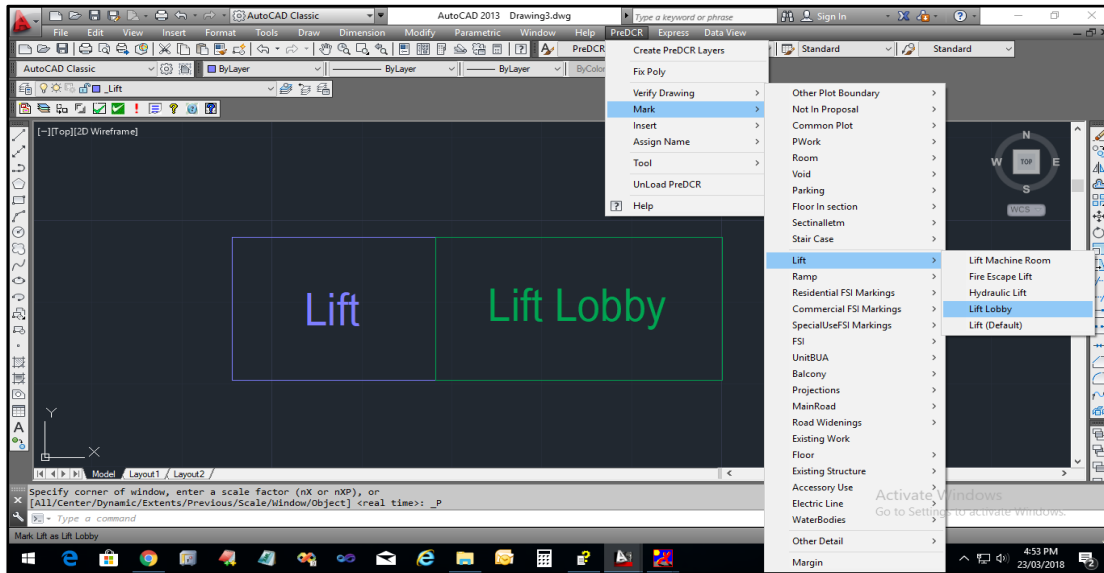 AutoCAD Classic
AutoCAD 2013 Drawing3.dwg
Type a keyword or phrase
Sign In
File Edit View Insert Format Tools Draw Dimension Modify Parametric Window Help PreDCR Express Data View
PreDCR
Standard
Standard
AutoCAD Classic
ByLayer
ByLayer
ByLayer
ByColor
_Lift
[−][Top][2D Wireframe]
Create PreDCR Layers
Fix Poly
Verify Drawing
Mark
Insert
Assign Name
Tool
UnLoad PreDCR
Help
Other Plot Boundary
Not In Proposal
Common Plot
PWork
Room
Void
Parking
Floor In section
Sectinalletm
Stair Case
Lift
Ramp
Residential FSI Markings
Commercial FSI Markings
SpecialUseFSI Markings
FSI
UnitBUA
Balcony
Projections
MainRoad
Road Widenings
Existing Work
Floor
Existing Structure
Accessory Use
Electric Line
WaterBodies
Other Detail
Margin
Lift Machine Room
Fire Escape Lift
Hydraulic Lift
Lift Lobby
Lift (Default)
N
W TOP E
S
WCS
Lift
Lift Lobby
Y
X
Model Layout1 Layout2
Specify corner of window, enter a scale factor (nX or nXP), or
[All/Center/Dynamic/Extents/Previous/Scale/Window/Object] <real time>: _P
Type a command
Mark Lift as Lift Lobby
Activate Windows
Go to Settings to activate Windows.
4:53 PM
23/03/2018